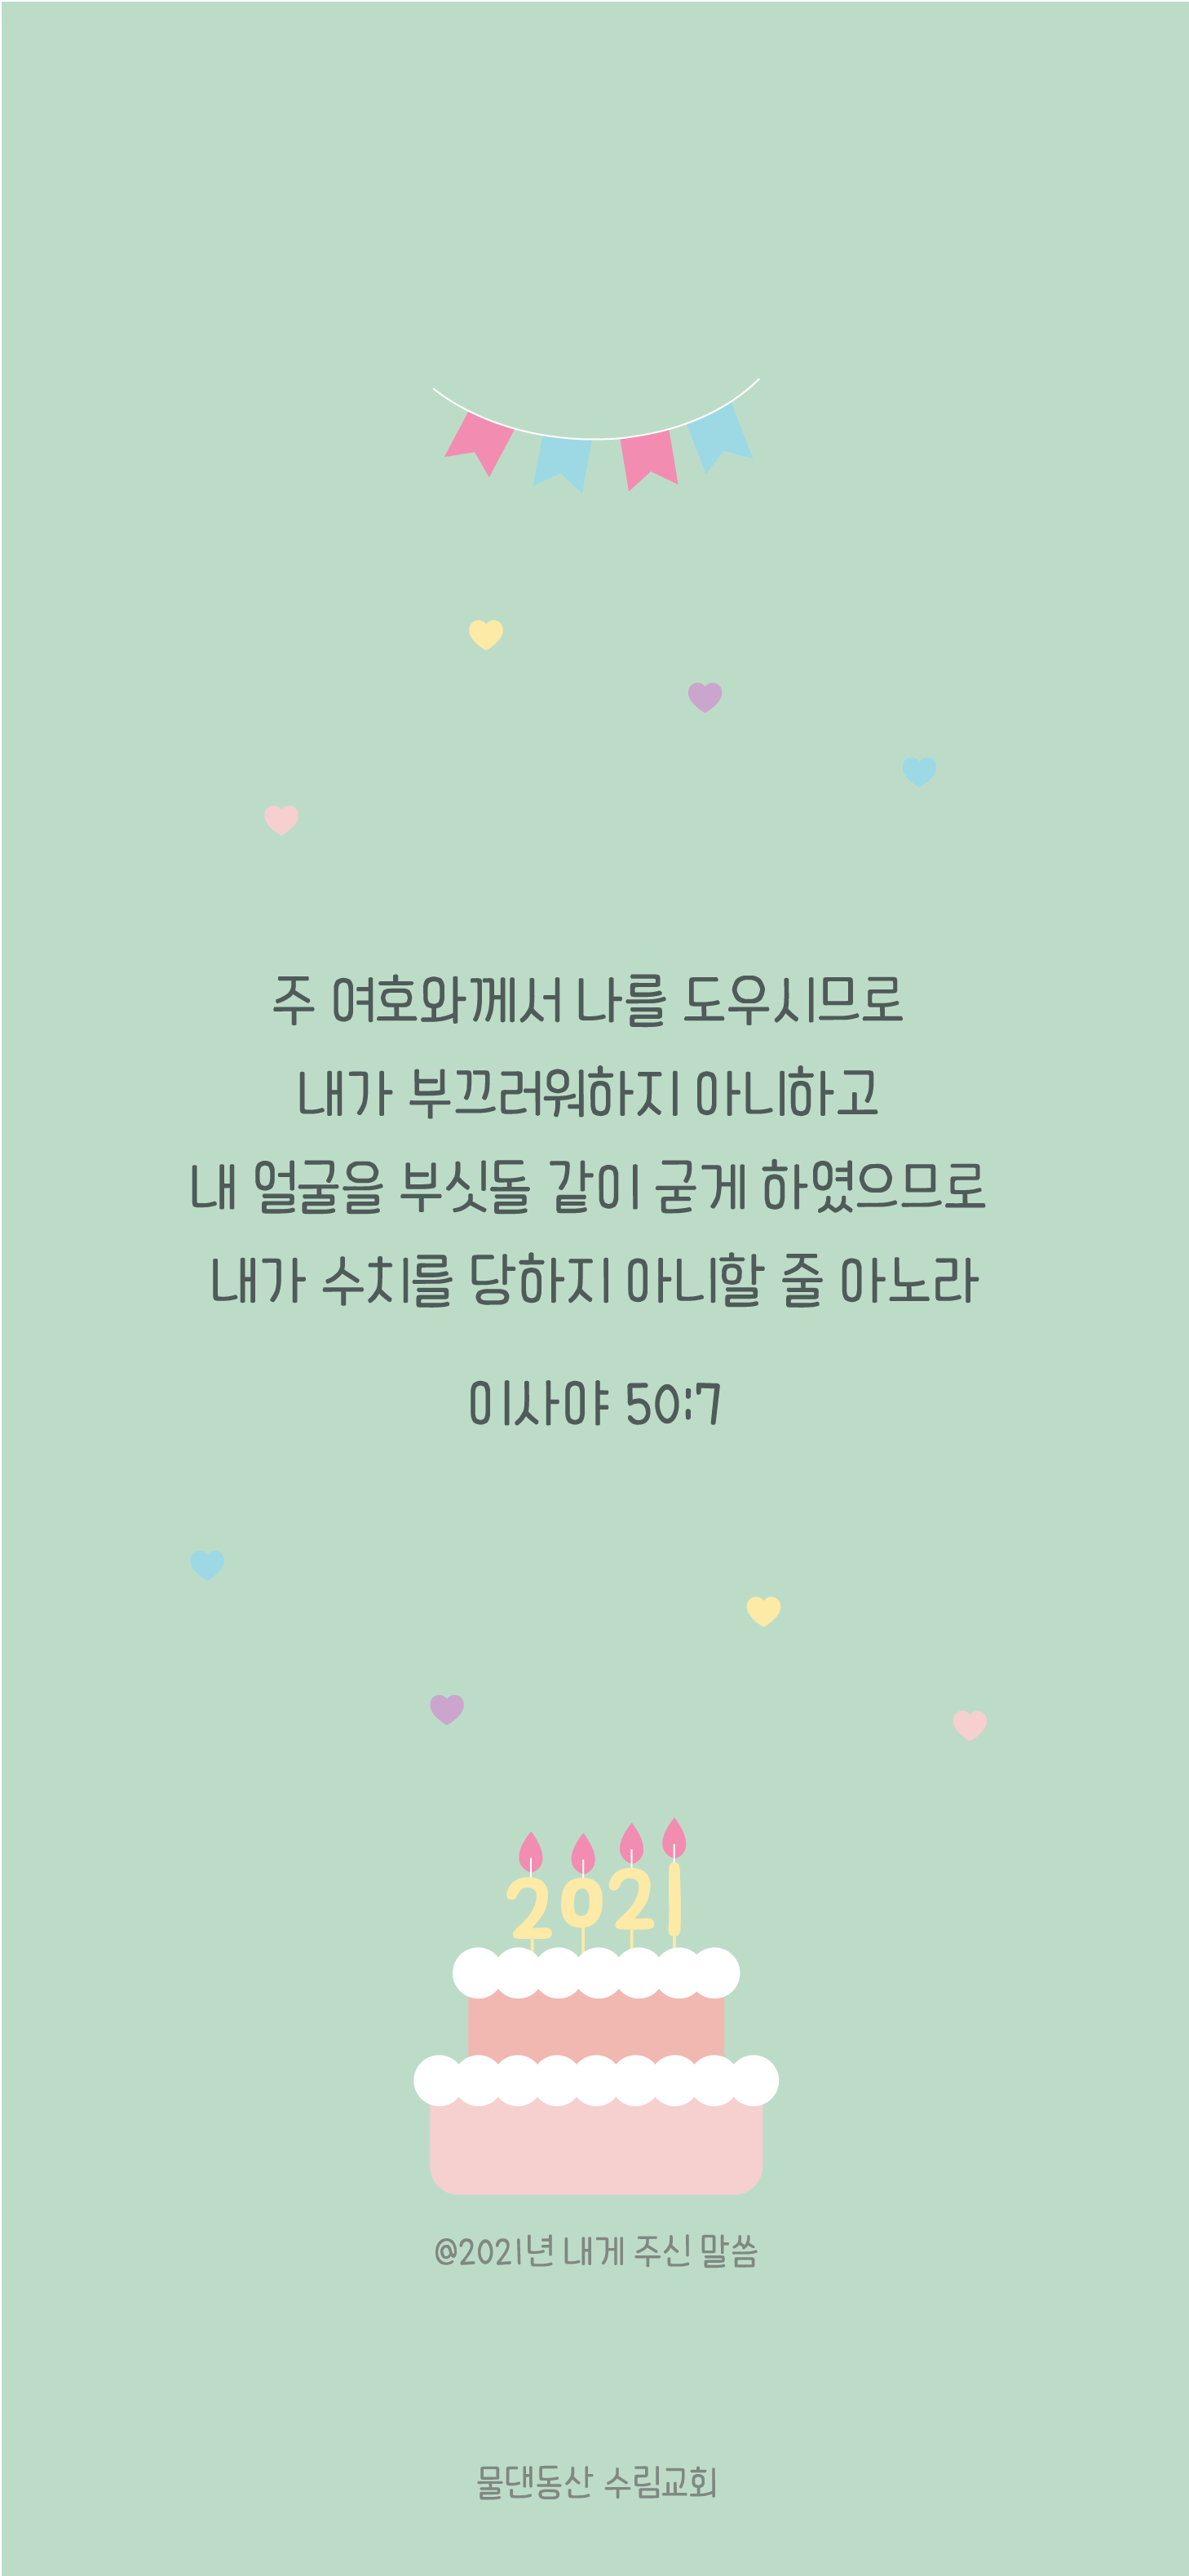 주 여호와께서 나를 도우시므로
내가 부끄러워하지 아니하고
내 얼굴을 부싯돌 같이 굳게 하였으므로
내가 수치를 당하지 아니할 줄 아노라
이사야 50:7
2021
@2021년 내게 주신 말씀
물댄동산 수림교회